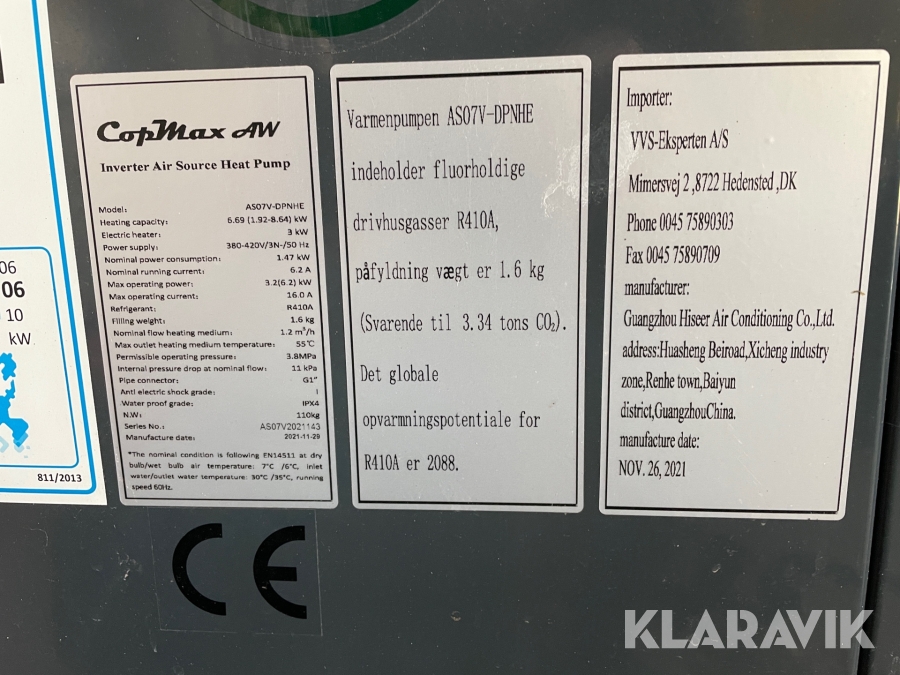 06
06
10
kW
811/2013
CopMax AW
Inverter Air Source Heat Pump
Model: AS07V-DPNHE
Heating capacity: 6.69 (1.92-8.64) kW
Electric heater: 3 kW
Power supply: 380-420V/3N-/50 Hz
Nominal power consumption: 1.47 kW
Nominal running current: 6.2 A
Max operating power: 3.2(6.2) kW
Max operating current: 16.0 A
Refrigerant: R410A
Filling weight: 1.6 kg
Nominal flow heating medium: 1.2 m³/h
Max outlet heating medium temperature: 55℃
Permissible operating pressure: 3.8MPa
Internal pressure drop at nominal flow: 11 kPa
Pipe connector: G1"
Anti electric shock grade: I
Water proof grade: IPX4
N.W: 110kg
Series No.: AS07V2021143
Manufacture date: 2021-11-29
*The nominal condition is following EN14511 at dry
bulb/wet bulb air temperature: 7℃ /6℃, inlet
water/outlet water temperature: 30℃ /35℃, running
speed 60Hz.
Varmenpumpen AS07V-DPNHE
indeholder fluorholdige
drivhusgasser R410A,
påfyldning vægt er 1.6 kg
(Svarende til 3.34 tons CO₂).
Det globale
opvarmningspotentiale for
R410A er 2088.
Importer:
VVS-Eksperten A/S
Mimersvej 2 ,8722 Hedensted ,DK
Phone 0045 75890303
Fax 0045 75890709
manufacturer:
Guangzhou Hiseer Air Conditioning Co.,Ltd.
address:Huasheng Beiroad,Xicheng industry
zone,Renhe town,Baiyun
district,GuangzhouChina.
manufacture date:
NOV. 26, 2021
CE
KLARAVIK